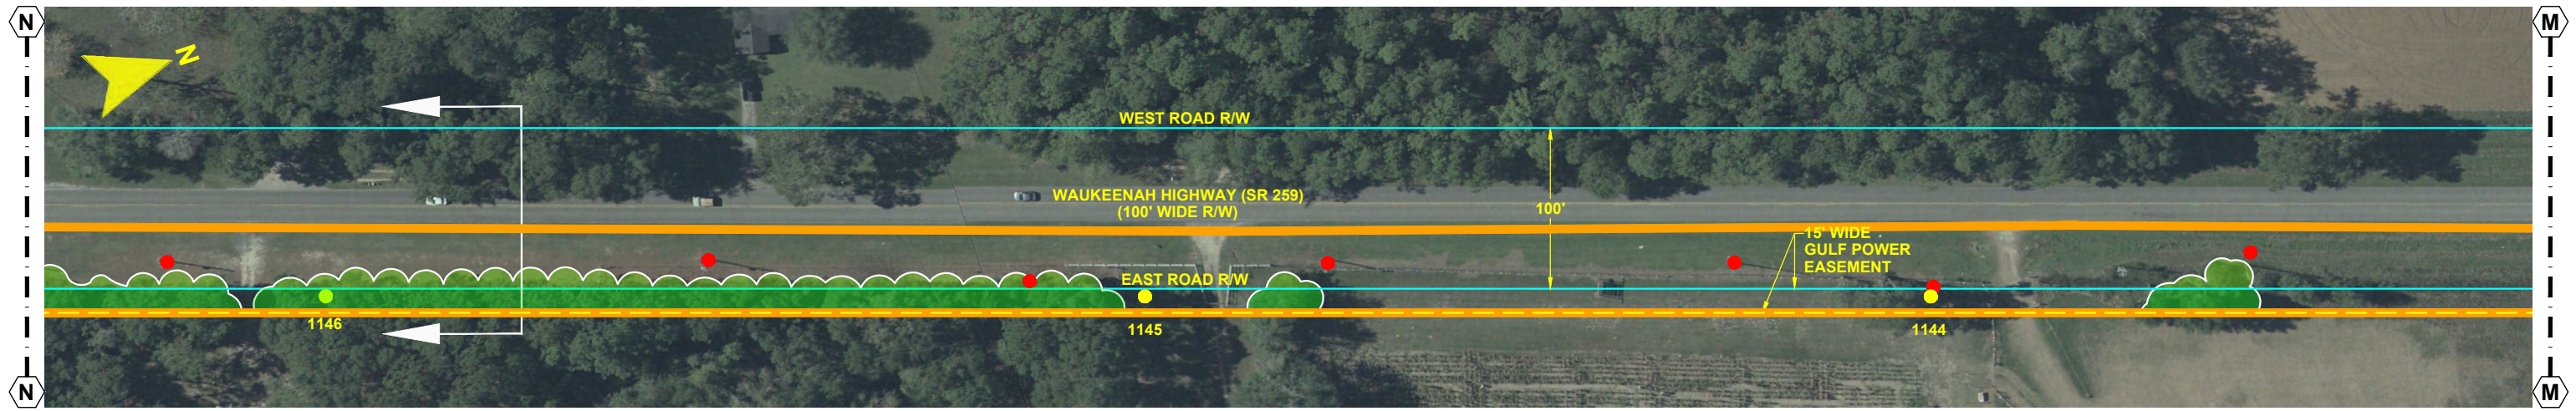 N
M
N
WEST ROAD R/W
WAUKEENAH HIGHWAY (SR 259)
(100' WIDE R/W)
100'
15' WIDE
GULF POWER
EASEMENT
EAST ROAD R/W
1146
1145
1144
N
M